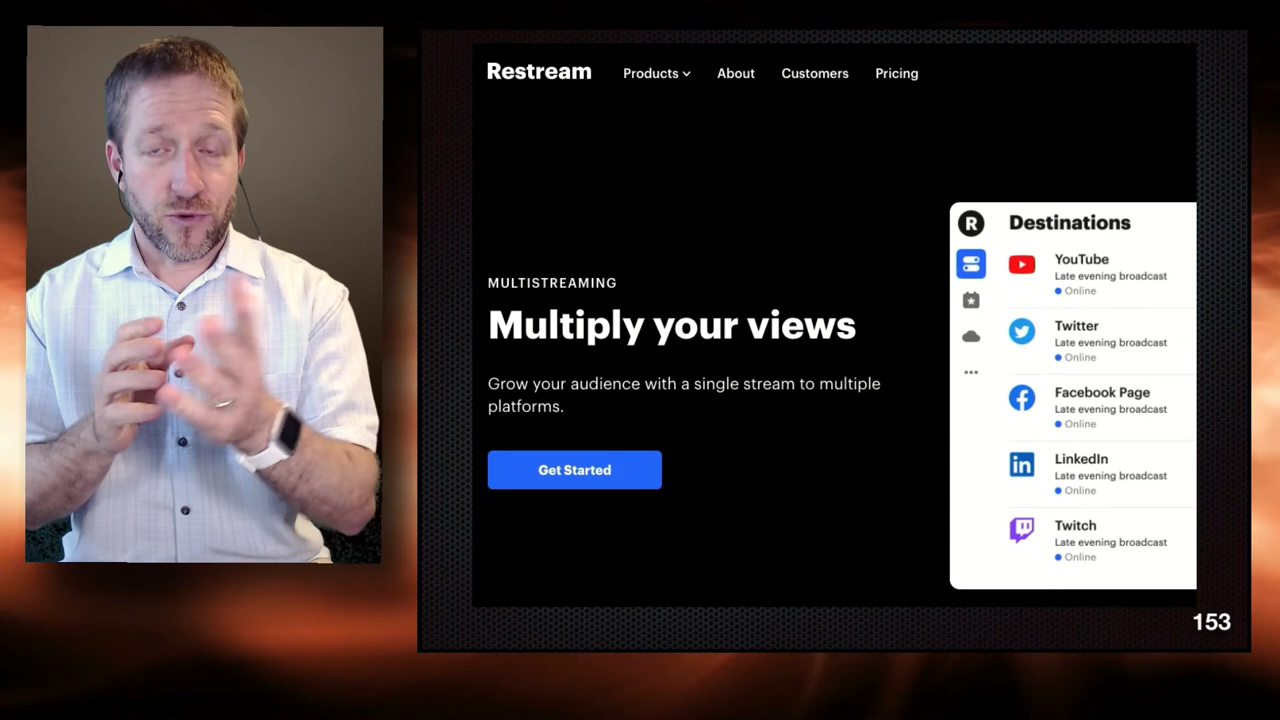 Restream
Products
About
Customers
Pricing
MULTISTREAMING
Multiply your views
Grow your audience with a single stream to multiple
platforms.
Get Started
R
Destinations
YouTube
Late evening broadcast
Online
Twitter
Late evening broadcast
Online
Facebook Page
Late evening broadcast
Online
in
LinkedIn
Late evening broadcast
Online
Twitch
Late evening broadcast
Online
153